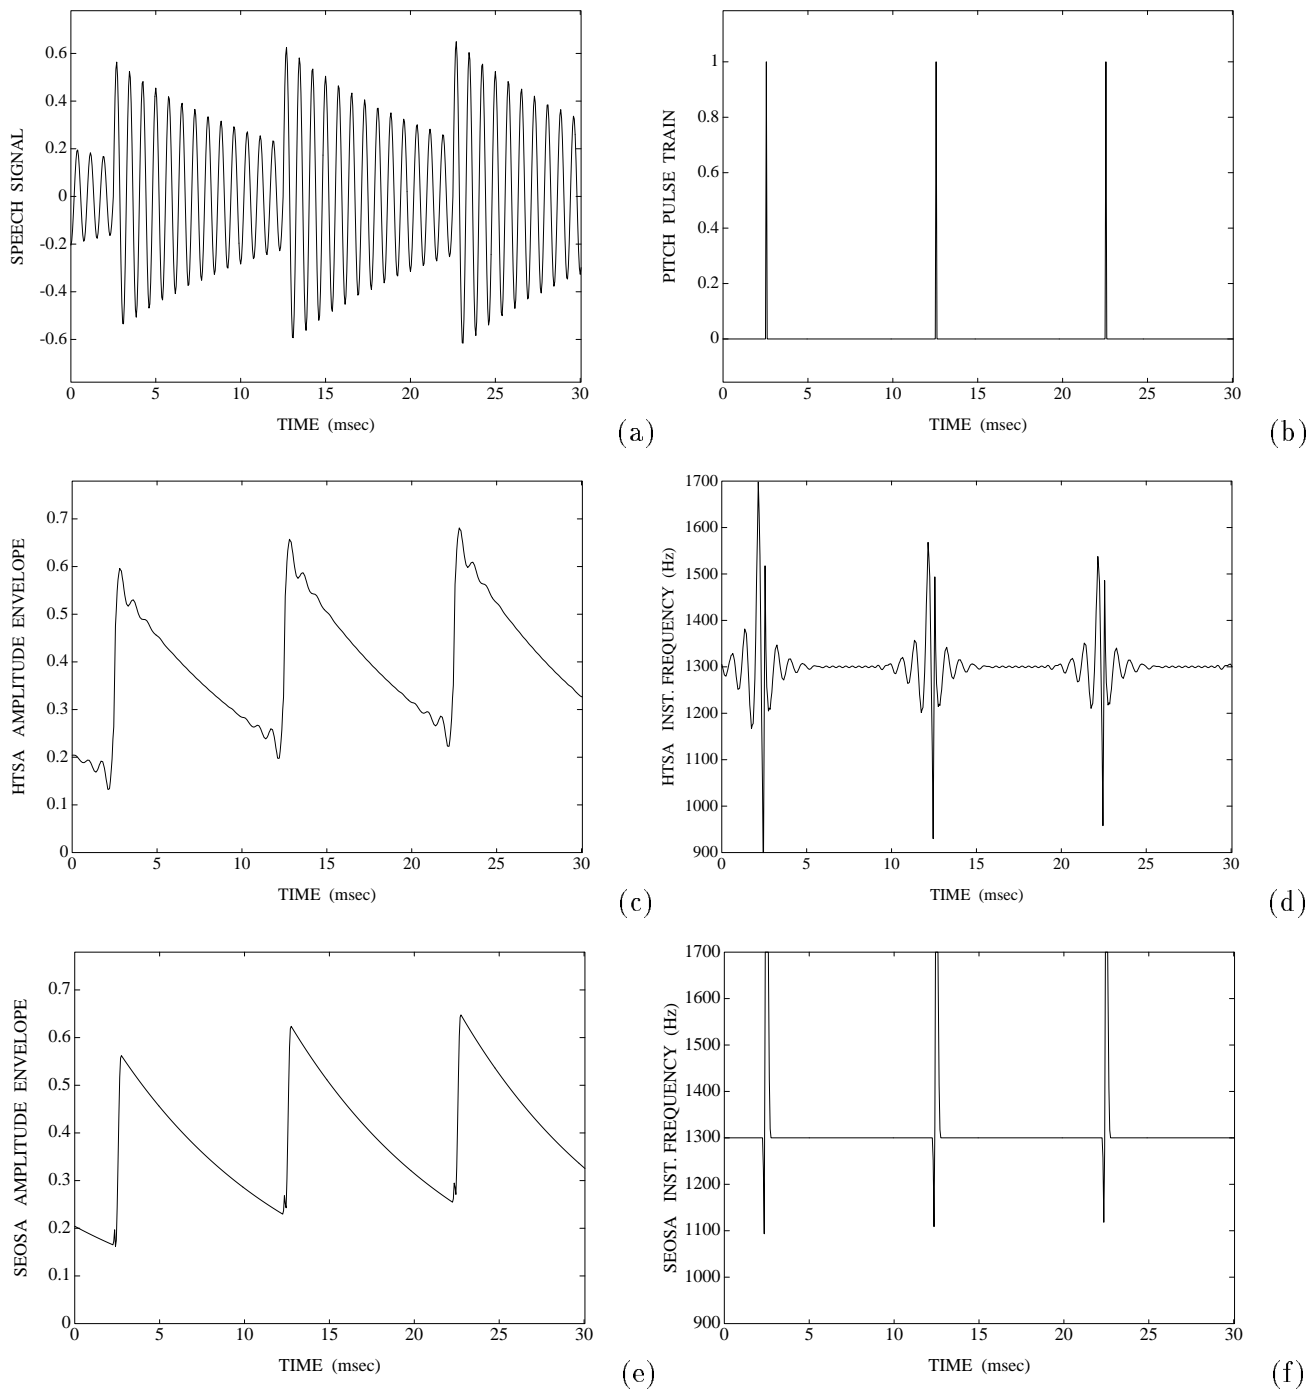 SPEECH SIGNAL
0.6
0.4
0.2
0
-0.2
-0.4
-0.6
0 5 10 15 20 25 30
TIME (msec)
(a)
PITCH PULSE TRAIN
1
0.8
0.6
0.4
0.2
0
0 5 10 15 20 25 30
TIME (msec)
(b)
HTSA AMPLITUDE ENVELOPE
0.7
0.6
0.5
0.4
0.3
0.2
0.1
0
0 5 10 15 20 25 30
TIME (msec)
(c)
HTSA INST. FREQUENCY (Hz)
1700
1600
1500
1400
1300
1200
1100
1000
900
0 5 10 15 20 25 30
TIME (msec)
(d)
SEOSA AMPLITUDE ENVELOPE
0.7
0.6
0.5
0.4
0.3
0.2
0.1
0
0 5 10 15 20 25 30
TIME (msec)
(e)
SEOSA INST. FREQUENCY (Hz)
1700
1600
1500
1400
1300
1200
1100
1000
900
0 5 10 15 20 25 30
TIME (msec)
(f)